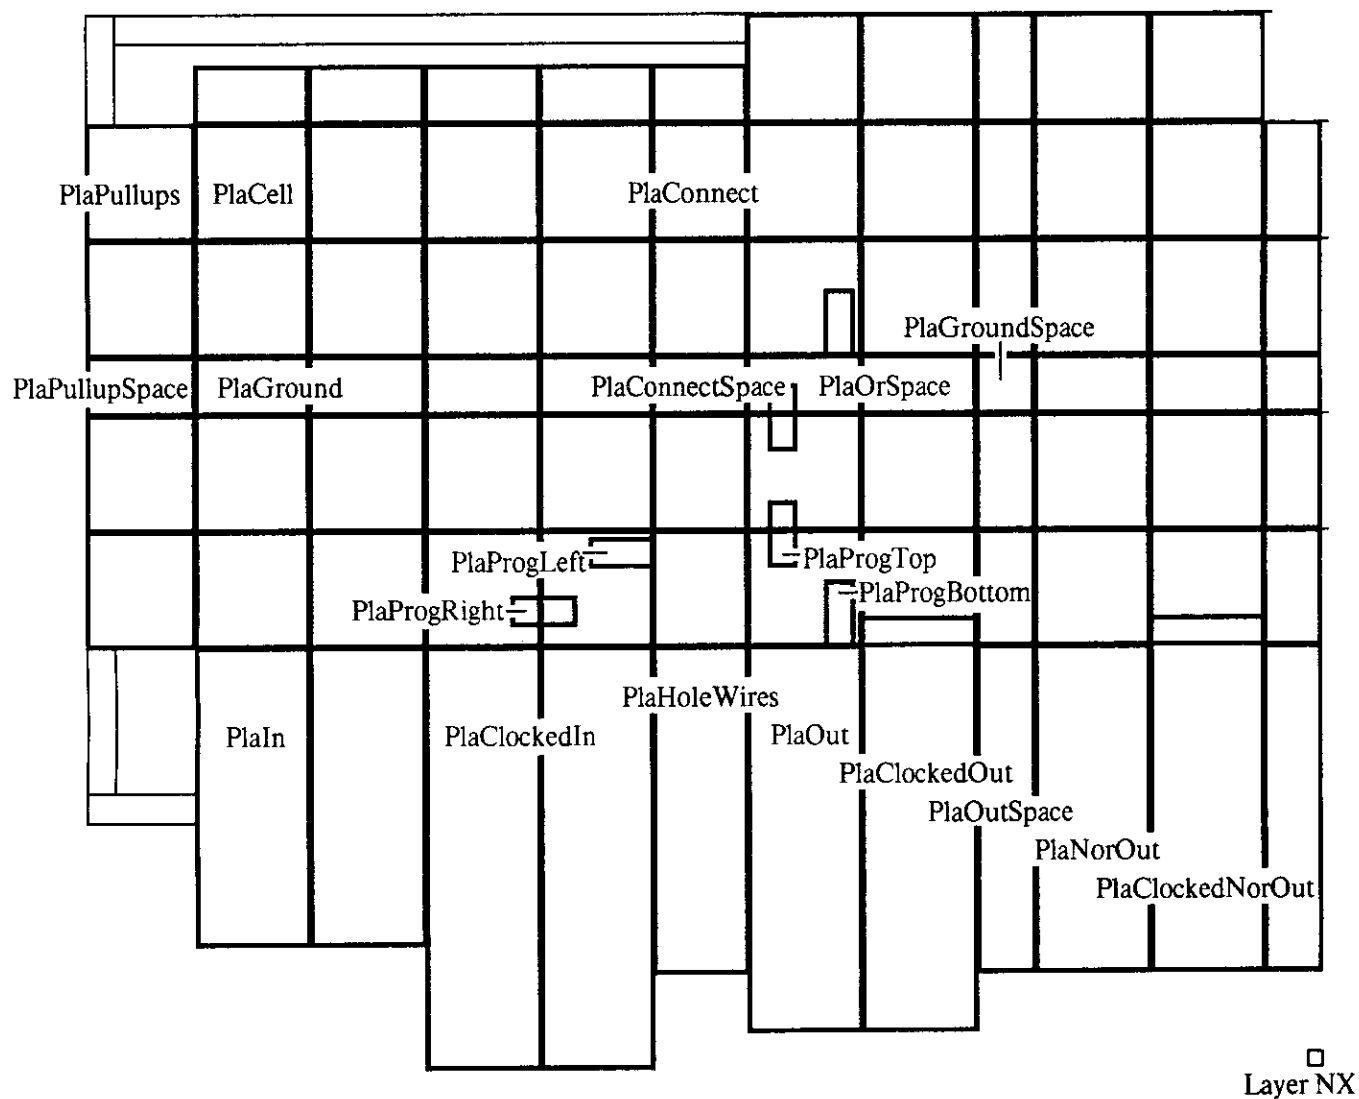 PlaPullups
PlaCell
PlaConnect
PlaGroundSpace
PlaPullupSpace
PlaGround
PlaConnectSpace
PlaOrSpace
PlaProgLeft
PlaProgTop
PlaProgRight
PlaProgBottom
PlaHoleWires
PlaIn
PlaClockedIn
PlaOut
PlaClockedOut
PlaOutSpace
PlaNorOut
PlaClockedNorOut
Layer NX